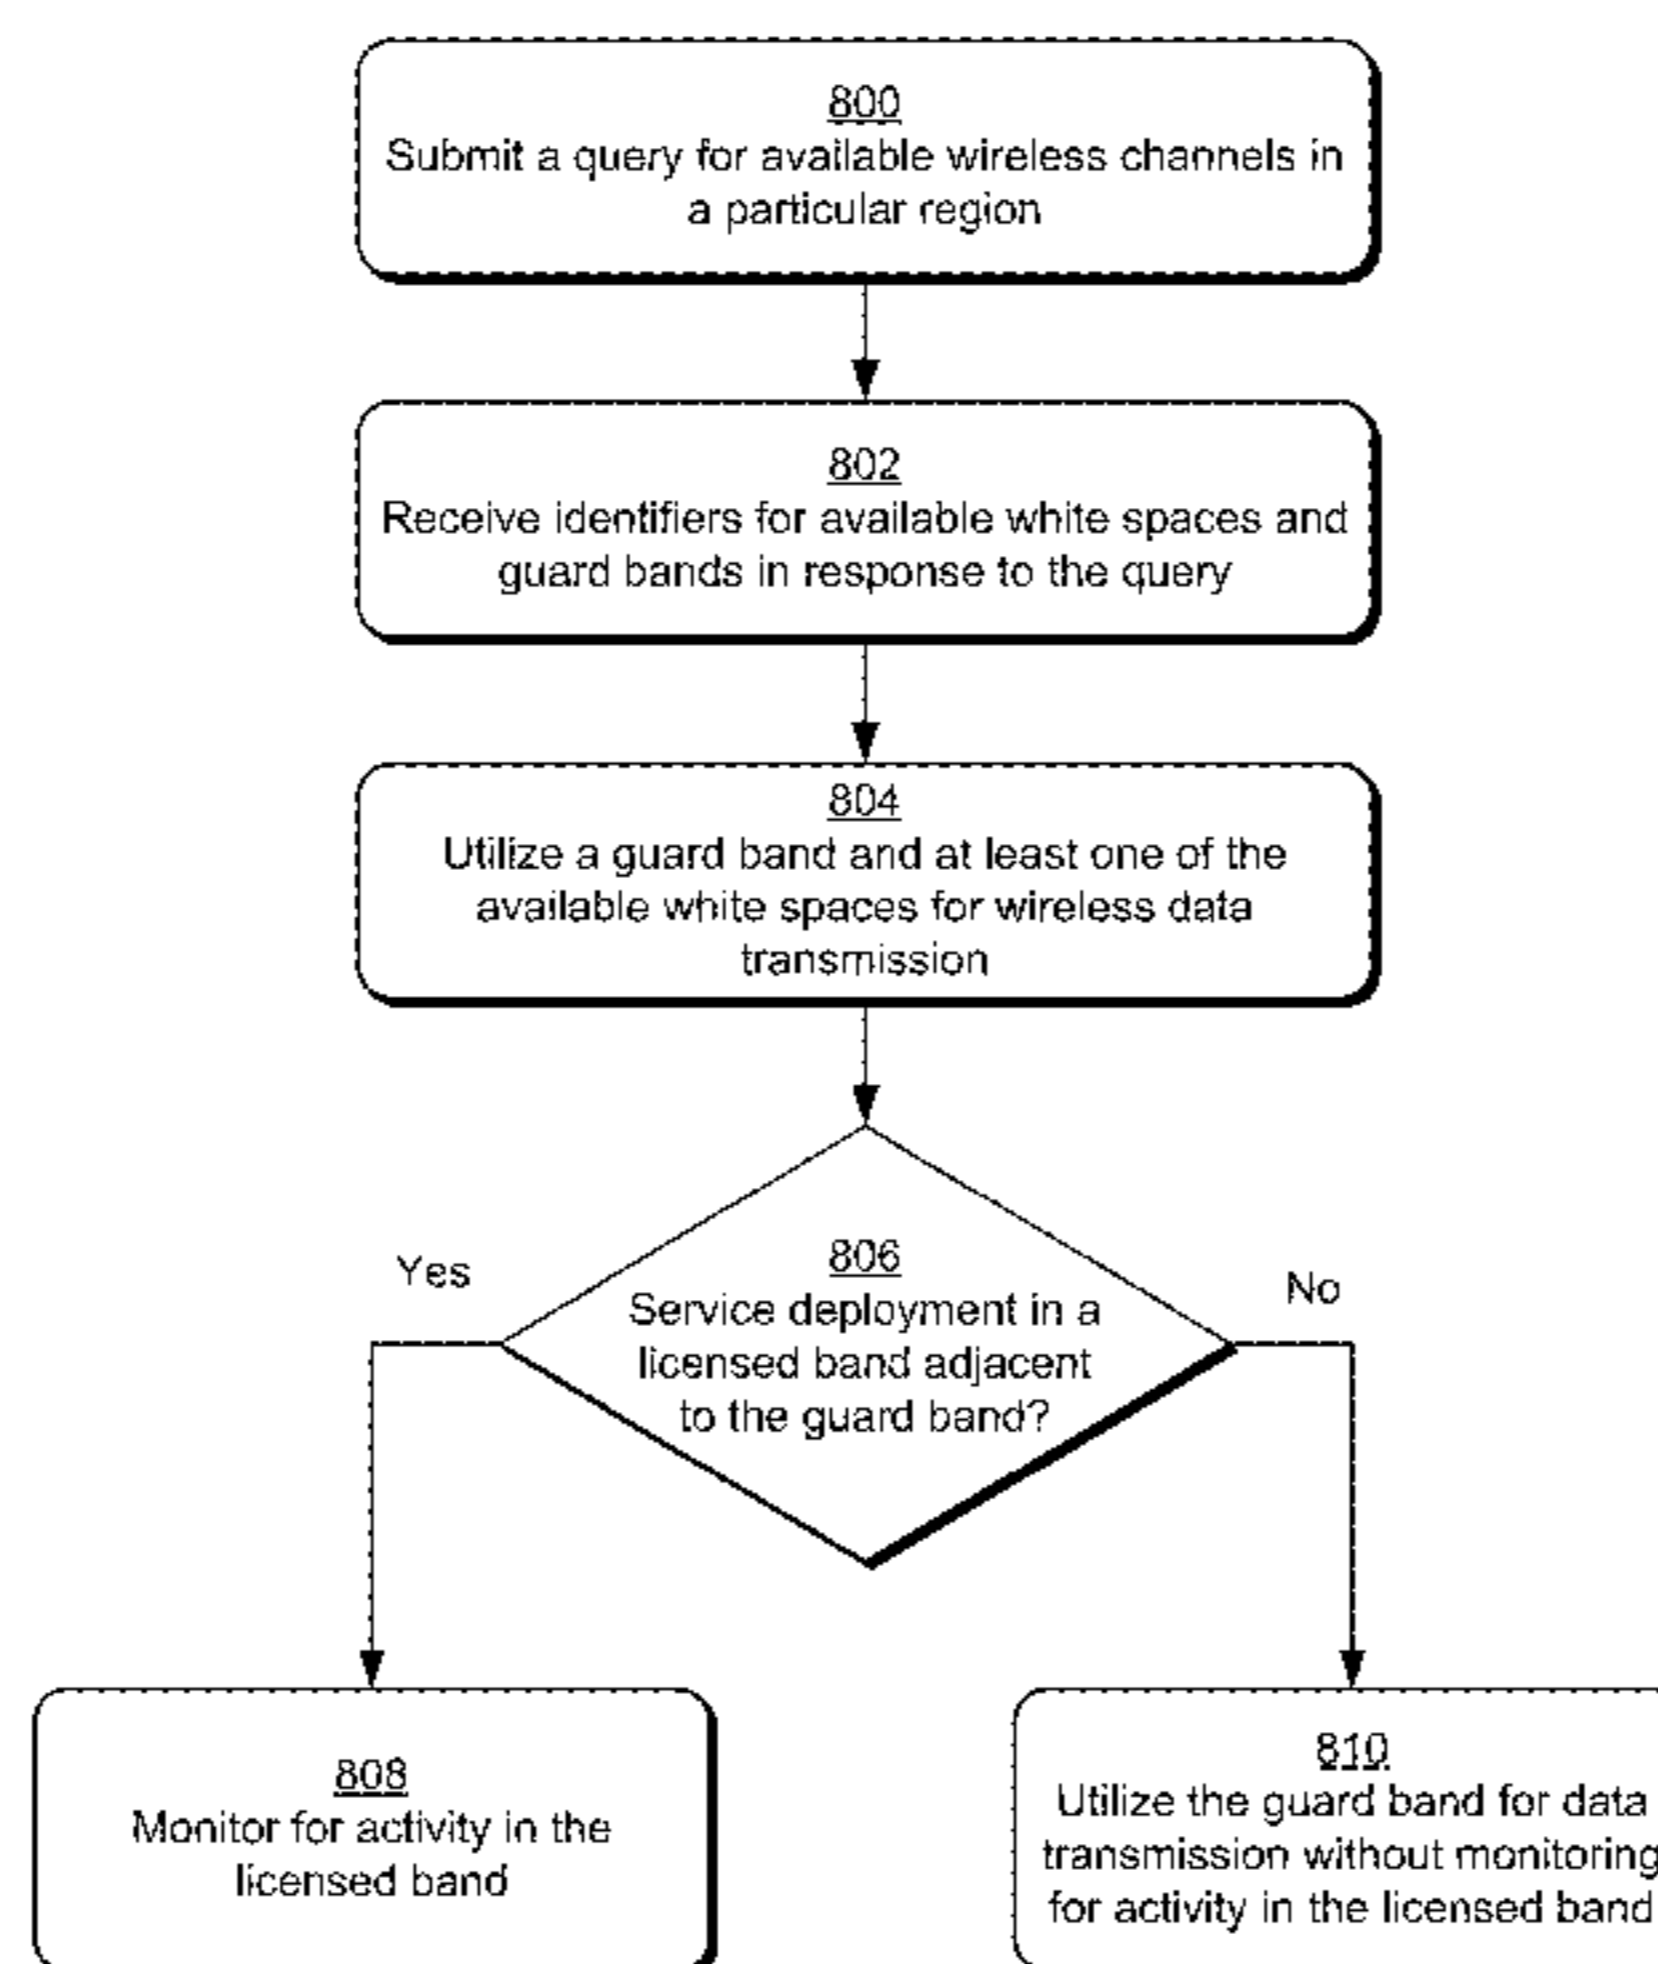 800
Submit a query for available wireless channels in
a particular region
802
Receive identifiers for available white spaces and
guard bands in response to the query
804
Utilize a guard band and at least one of the
available white spaces for wireless data
transmission
806
Service deployment in a
licensed band adjacent
to the guard band?
Yes
No
808
Monitor for activity in the
licensed band
810
Utilize the guard band for data
transmission without monitoring
for activity in the licensed band